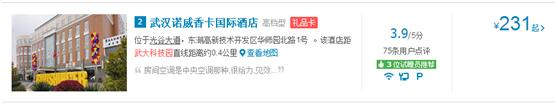 2 武汉诺威香卡国际酒店 高档型 礼品卡
位于光谷大道,东湖高新技术开发区华师园北路1号 。该酒店距
武大科技园直线距离约0.4公里 查看地图
房间空调是中央空调那种,很给力.见效...
3.9/5分
75条用户点评
3 位试睡员推荐
P
¥231起